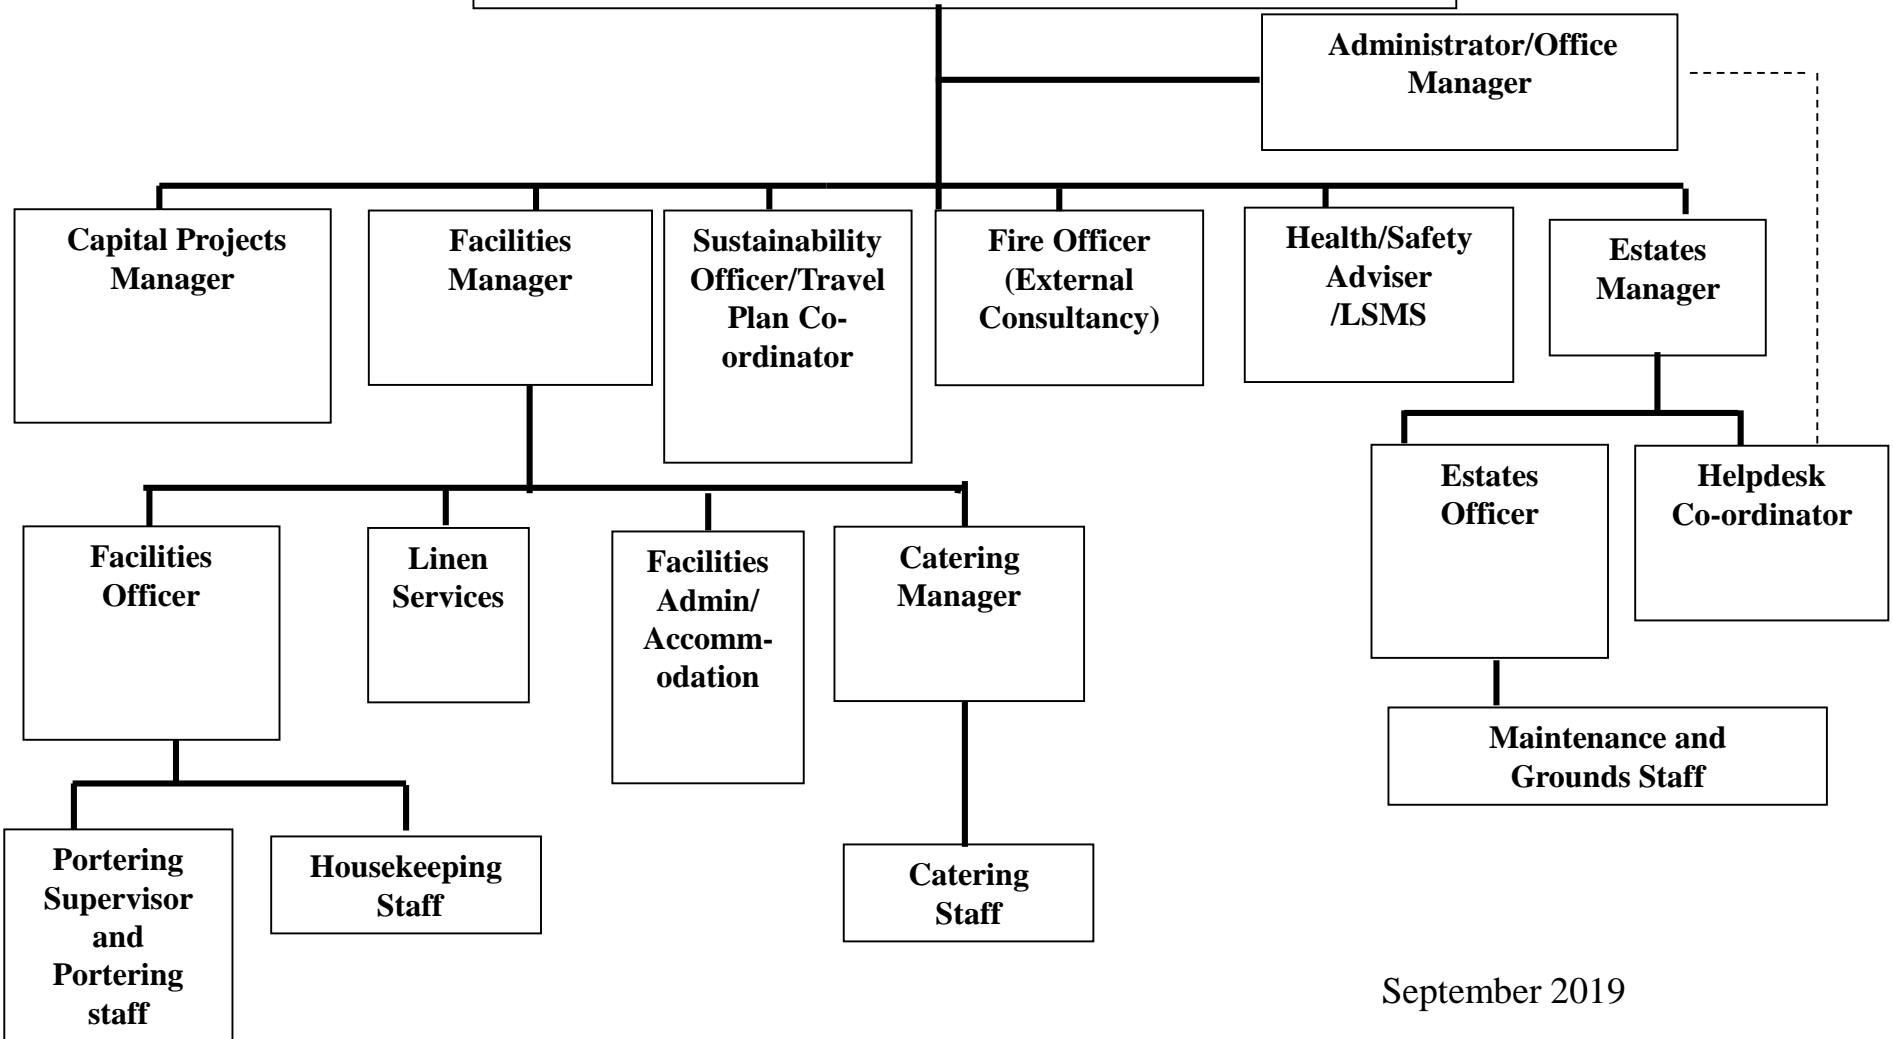 Administrator/Office
Manager
Capital Projects
Manager
Facilities
Manager
Sustainability
Officer/Travel
Plan Co-
ordinator
Fire Officer
(External
Consultancy)
Health/Safety
Adviser
/LSMS
Estates
Manager
Estates
Officer
Helpdesk
Co-ordinator
Facilities
Officer
Linen
Services
Facilities
Admin/
Accomm-
odation
Catering
Manager
Maintenance and
Grounds Staff
Portering
Supervisor
and
Portering
staff
Housekeeping
Staff
Catering
Staff
September 2019